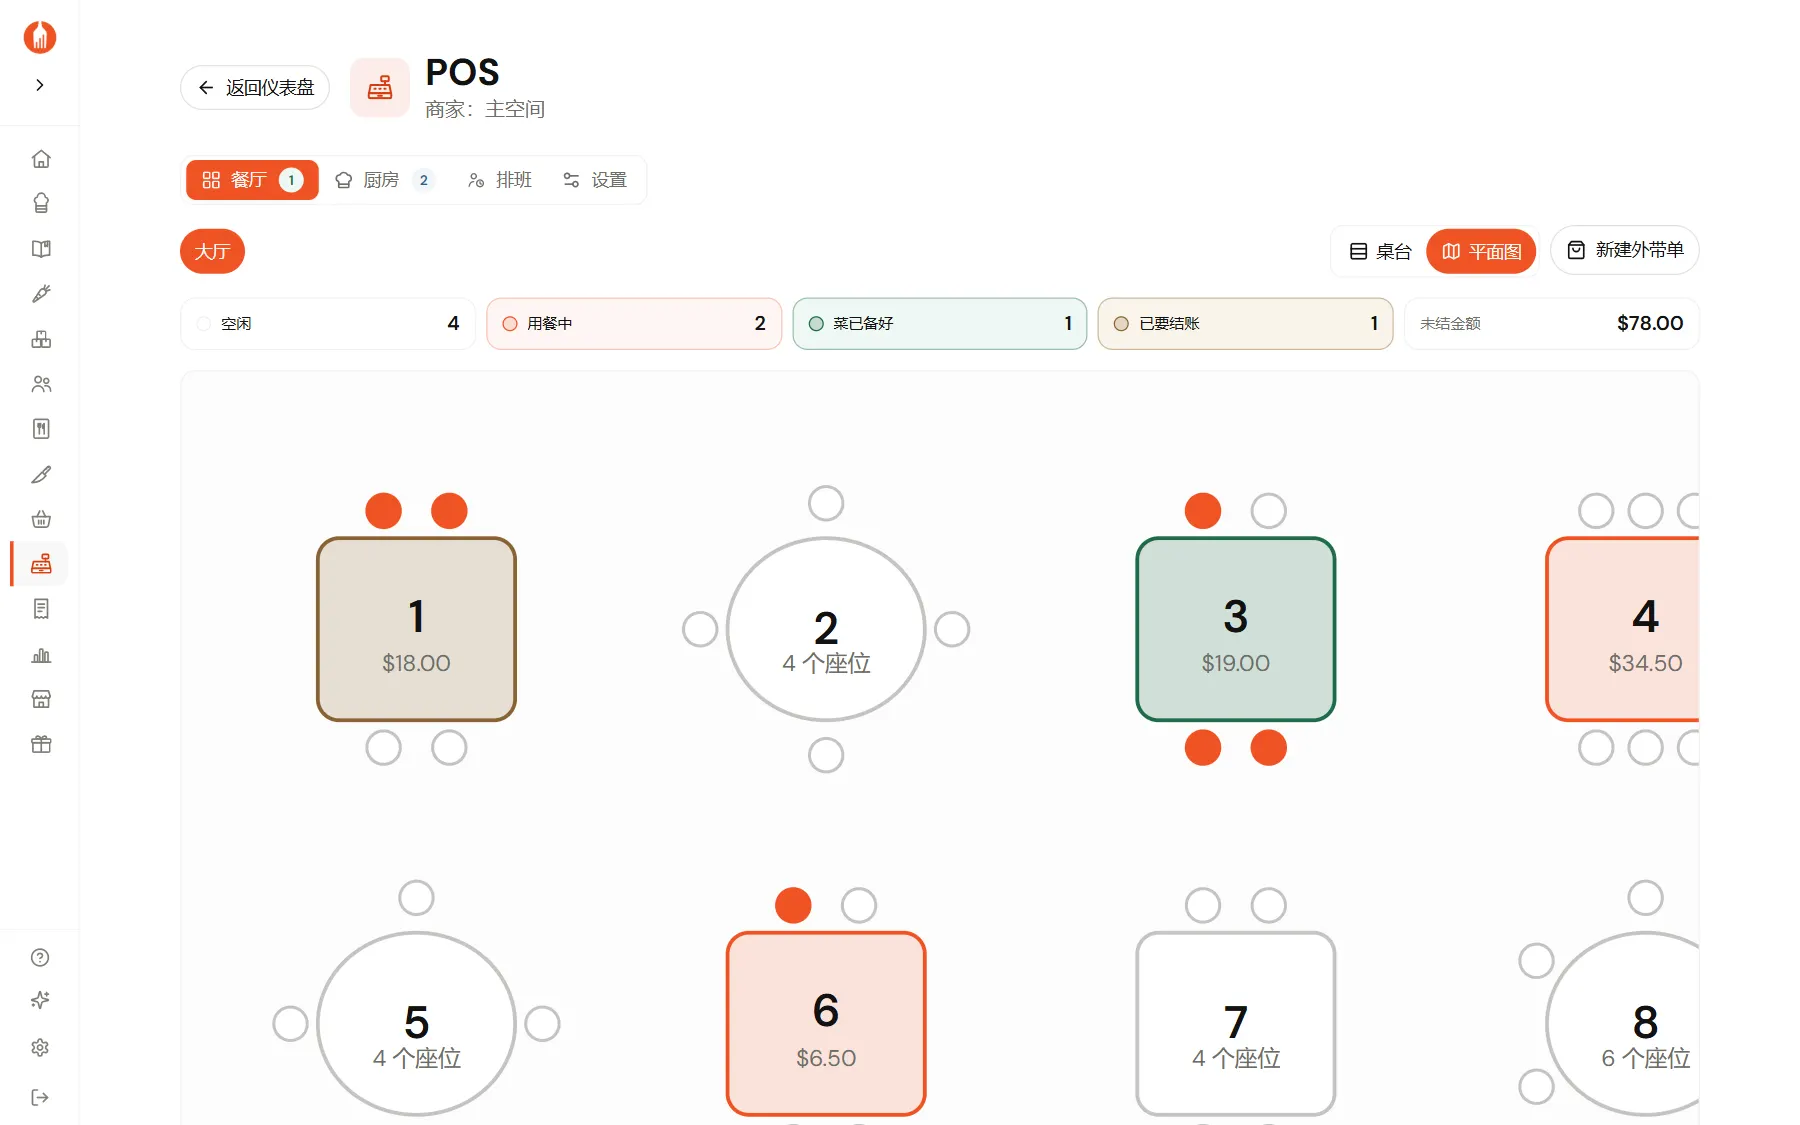 返回仪表盘
POS
商家：主空间
餐厅 1
厨房 2
排班
设置
大厅
桌台
平面图
新建外带单
空闲 4
用餐中 2
菜已备好 1
已要结账 1
未结金额 $78.00
1
$18.00
2
4 个座位
3
$19.00
4
$34.50
5
4 个座位
6
$6.50
7
4 个座位
8
6 个座位